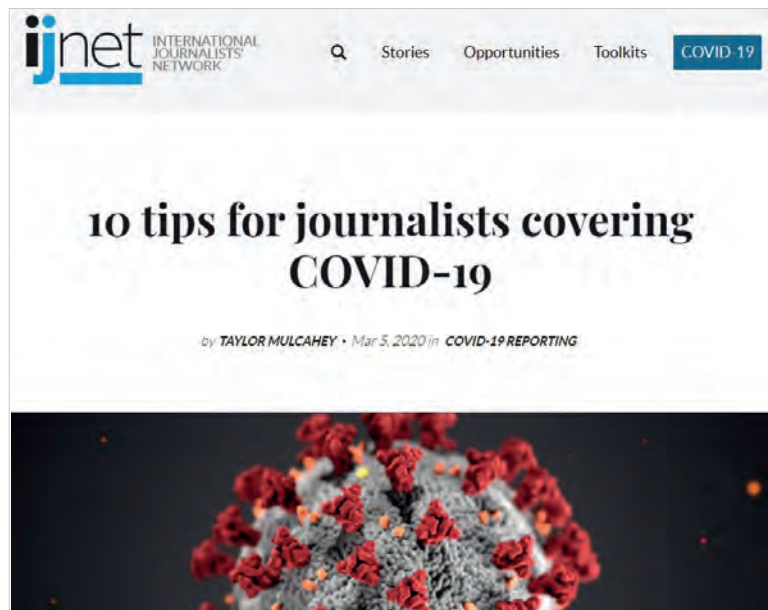 ijnet INTERNATIONAL
JOURNALISTS'
NETWORK
Stories Opportunities Toolkits COVID-19
10 tips for journalists covering
COVID-19
by TAYLOR MULCAHEY • Mar 5, 2020 in COVID-19 REPORTING